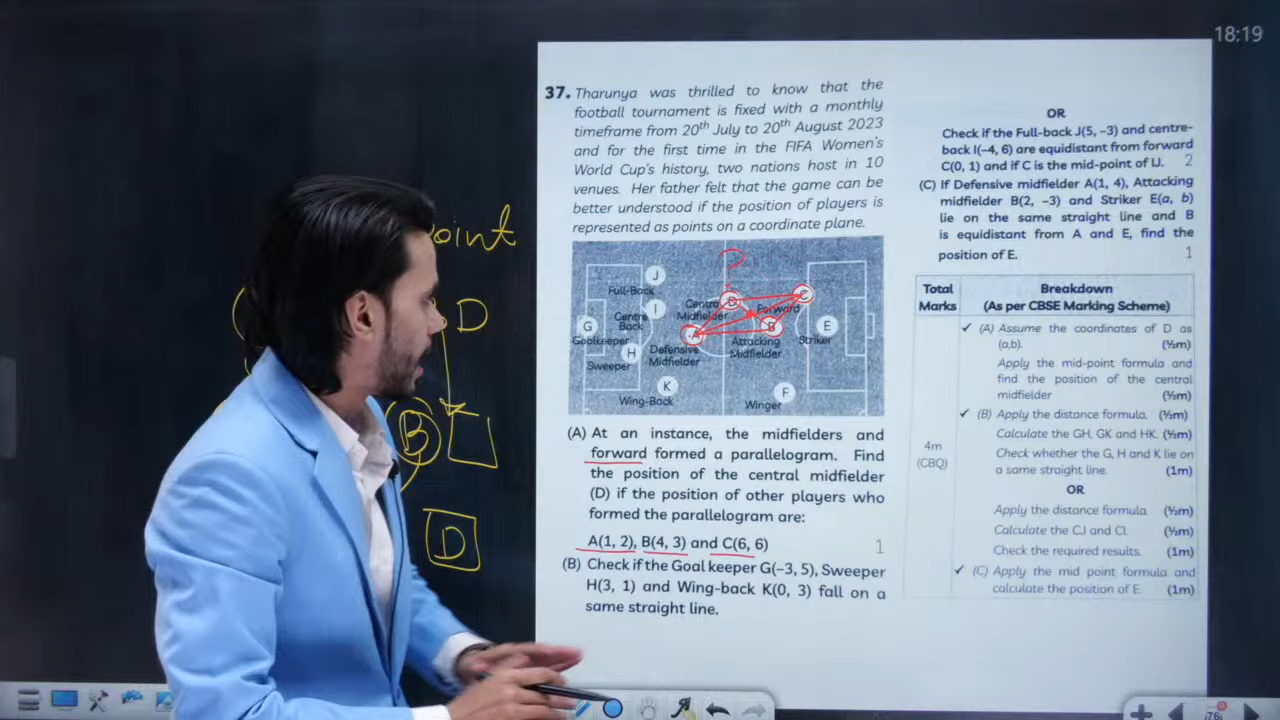 18:19
oint
D
B
D
37. Tharunya was thrilled to know that the
football tournament is fixed with a monthly
timeframe from 20th July to 20th August 2023
and for the first time in the FIFA Women's
World Cup's history, two nations host in 10
venues. Her father felt that the game can be
better understood if the position of players is
represented as points on a coordinate plane.
?
J
Full-Back
I
Centre
Back
G
Goalkeeper
H
Sweeper
K
Wing-Back
D
Central
Midfielder
C
Forward
A
Defensive
Midfielder
B
Attacking
Midfielder
E
Striker
F
Winger
(A) At an instance, the midfielders and
forward formed a parallelogram. Find
the position of the central midfielder
(D) if the position of other players who
formed the parallelogram are:
A(1, 2), B(4, 3) and C(6, 6) 1
(B) Check if the Goal keeper G(−3, 5), Sweeper
H(3, 1) and Wing-back K(0, 3) fall on a
same straight line.
OR
Check if the Full-back J(5, −3) and centre-
back I(−4, 6) are equidistant from forward
C(0, 1) and if C is the mid-point of IJ. 2
(C) If Defensive midfielder A(1, 4), Attacking
midfielder B(2, −3) and Striker E(a, b)
lie on the same straight line and B
is equidistant from A and E, find the
position of E. 1
Total
Marks
Breakdown
(As per CBSE Marking Scheme)
4m
(CBQ)
✓ (A) Assume the coordinates of D as
(a,b). (½m)
Apply the mid-point formula and
find the position of the central
midfielder (½m)
✓ (B) Apply the distance formula. (½m)
Calculate the GH, GK and HK. (½m)
Check whether the G, H and K lie on
a same straight line. (1m)
OR
Apply the distance formula. (½m)
Calculate the CJ and CI. (½m)
Check the required results. (1m)
✓ (C) Apply the mid point formula and
calculate the position of E. (1m)